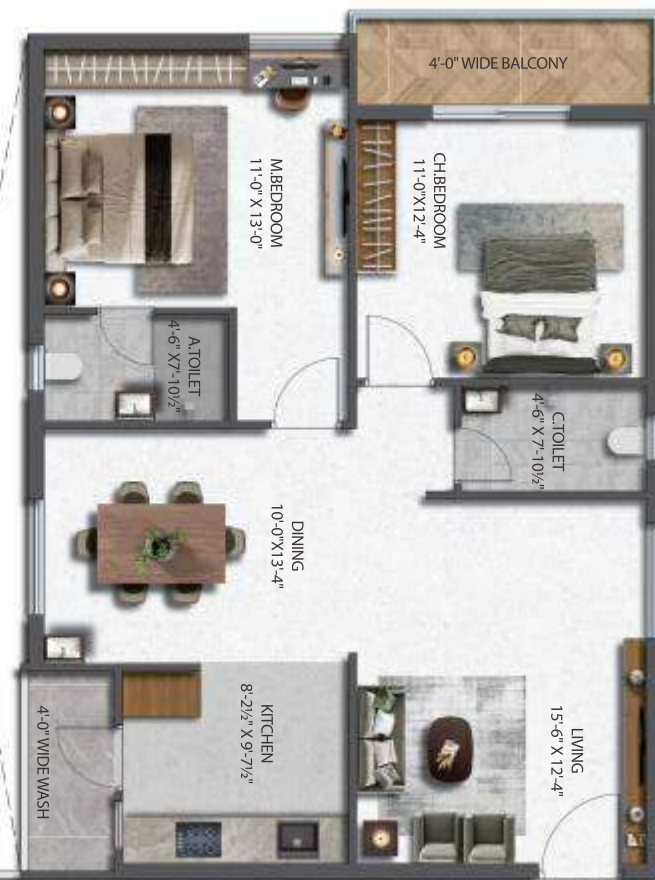 4'-0" WIDE BALCONY
M.BEDROOM
11'-0" X 13'-0"
CH.BEDROOM
11'-0"X12'-4"
A.TOILET
4'-6" X7'-10½"
C.TOILET
4'-6" X 7'-10½"
DINING
10'-0"X13'-4"
KITCHEN
8'-2½" X 9'-7½"
LIVING
15'-6" X 12'-4"
4'-0" WIDE WASH